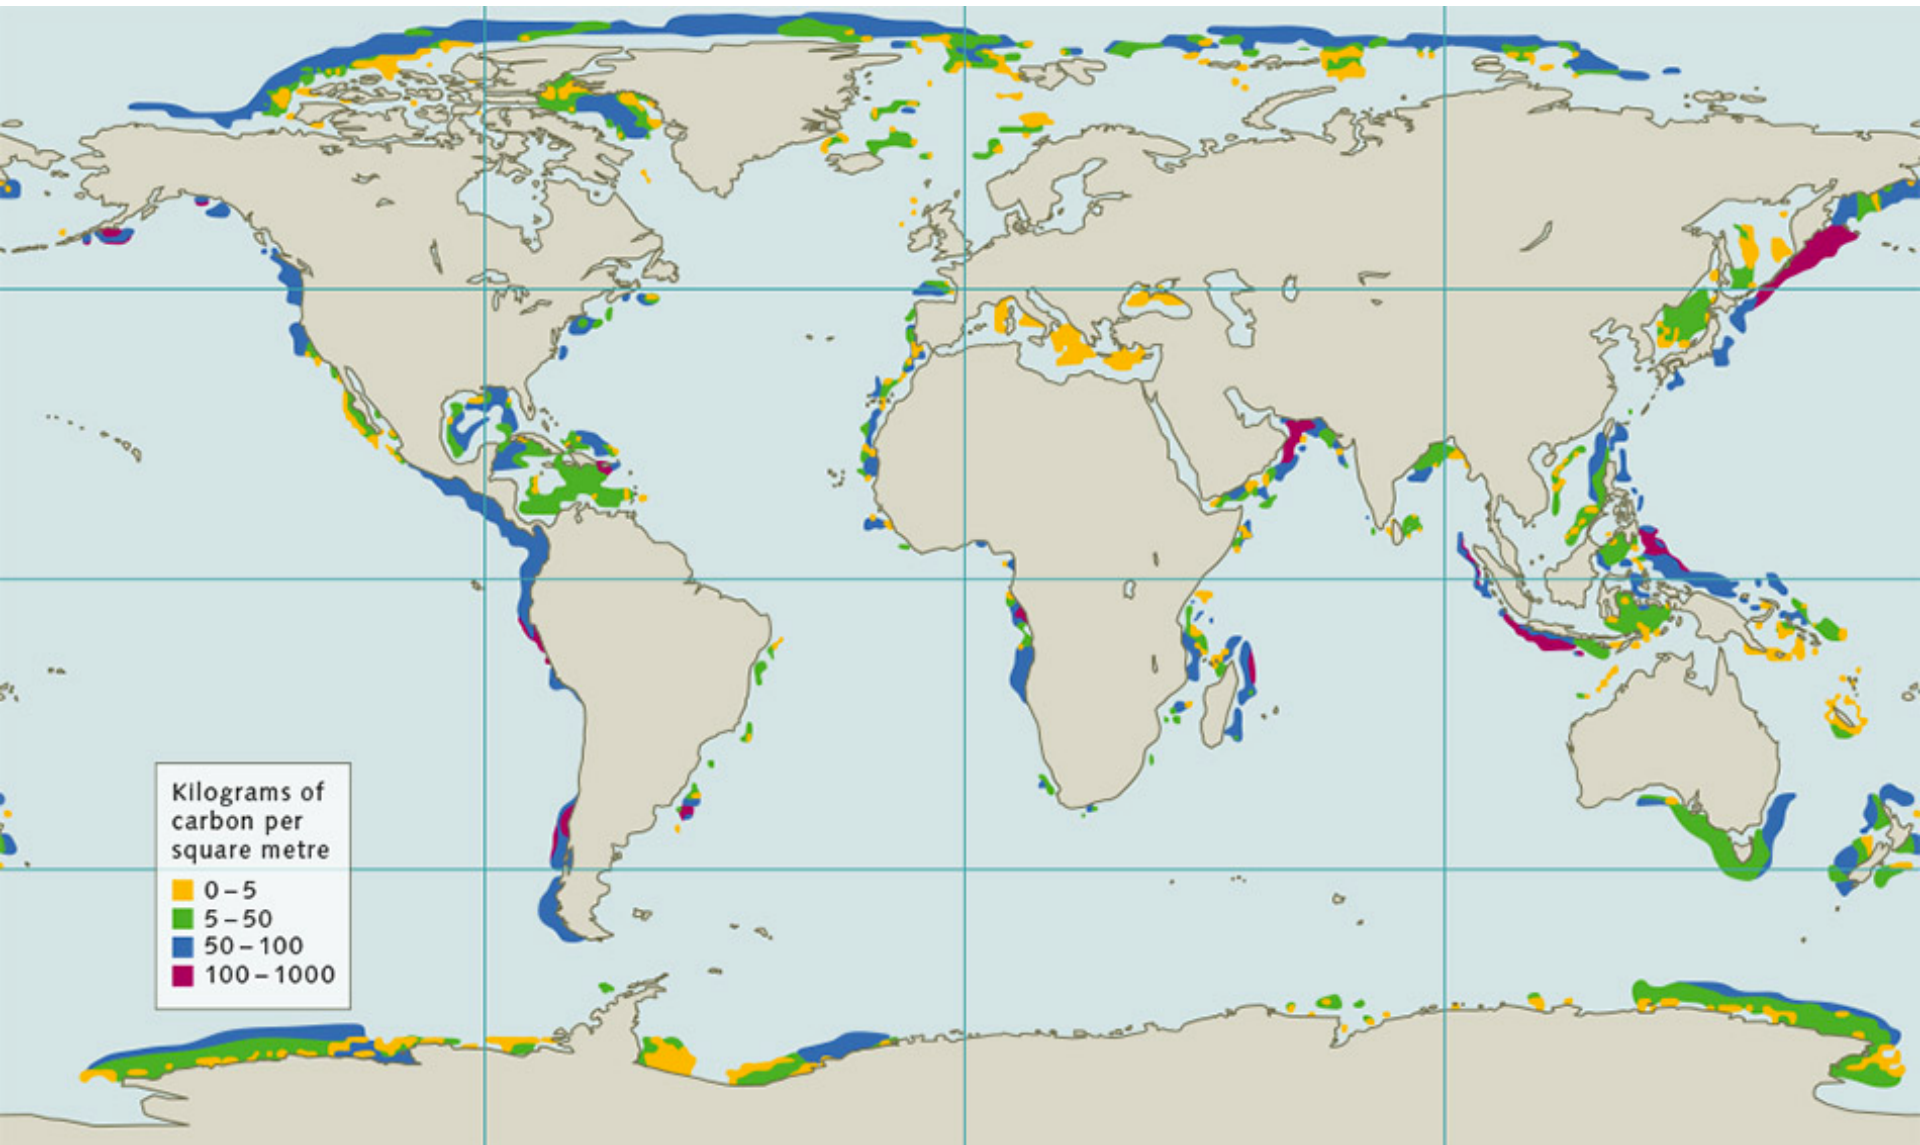 Kilograms of
carbon per
square metre
0–5
5–50
50–100
100–1000